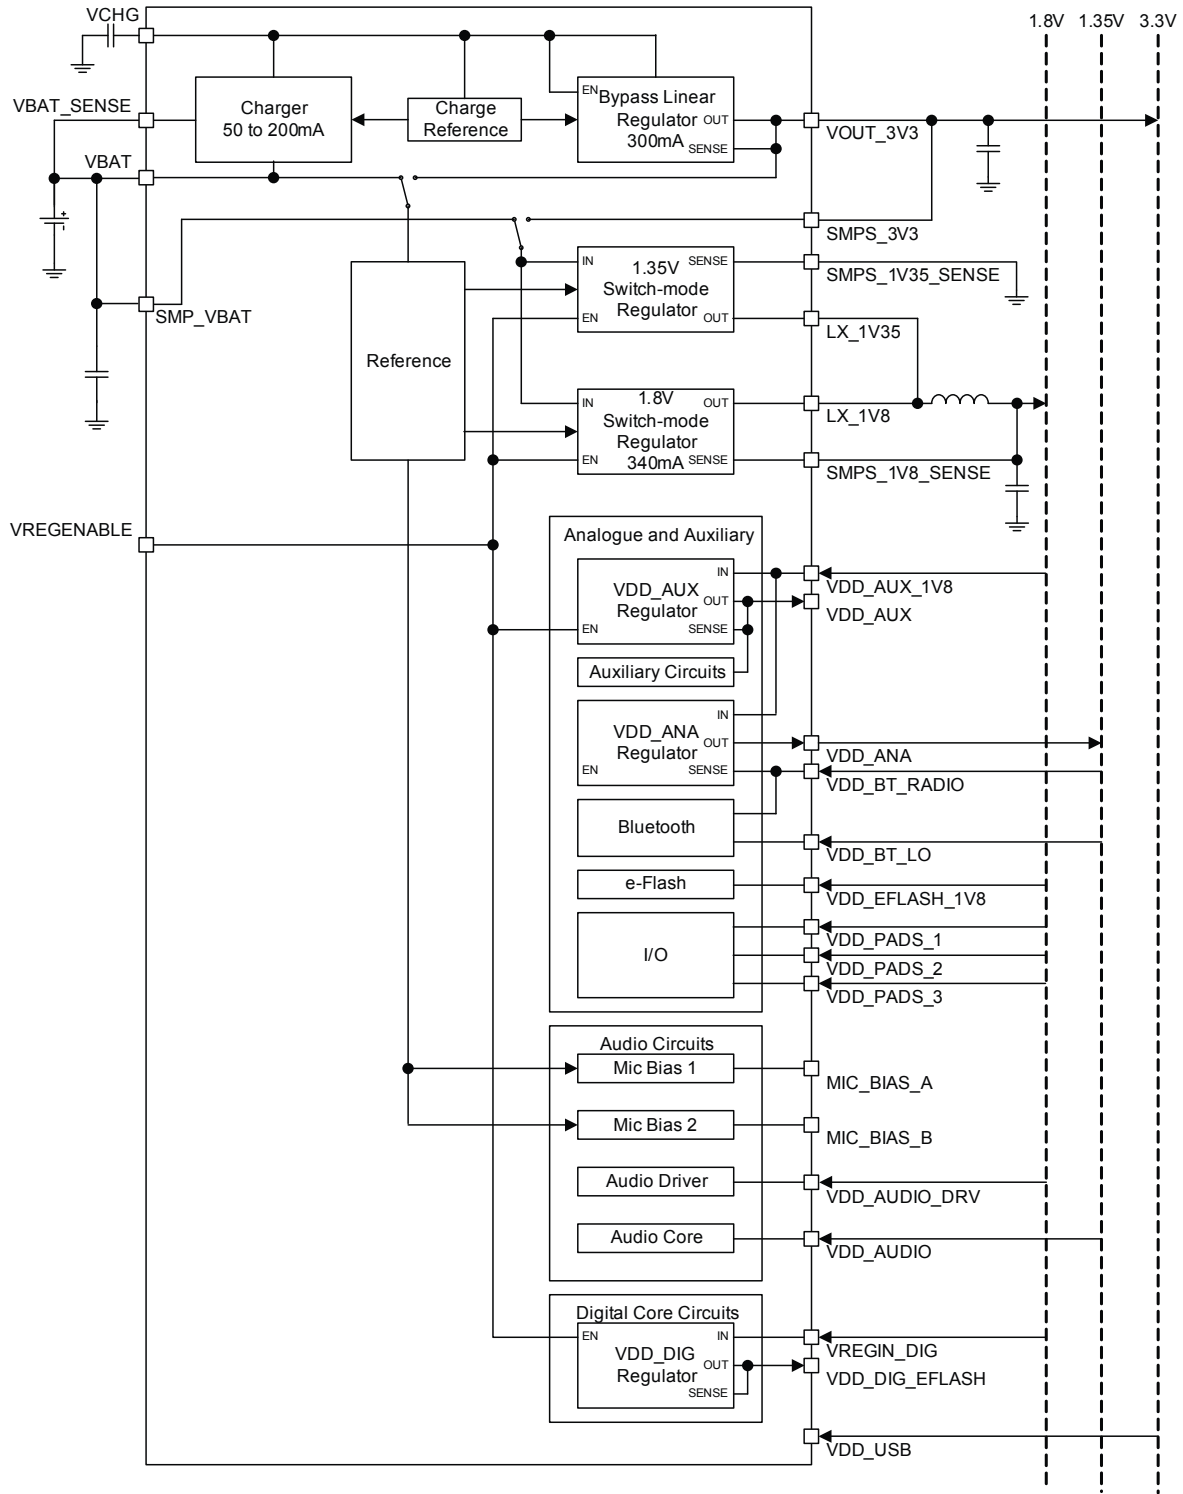 VCHG
1.8V 1.35V 3.3V
VBAT_SENSE
Charger
50 to 200mA
Charge
Reference
EN
Bypass Linear
Regulator
300mA
OUT
SENSE
VOUT_3V3
VBAT
SMPS_3V3
IN
1.35V
Switch-mode
Regulator
SENSE
EN
OUT
SMPS_1V35_SENSE
SMP_VBAT
LX_1V35
Reference
IN
1.8V
Switch-mode
Regulator
340mA
OUT
EN
SENSE
LX_1V8
SMPS_1V8_SENSE
VREGENABLE
Analogue and Auxiliary
IN
VDD_AUX
Regulator
OUT
EN
SENSE
VDD_AUX_1V8
VDD_AUX
Auxiliary Circuits
IN
VDD_ANA
Regulator
OUT
EN
SENSE
VDD_ANA
VDD_BT_RADIO
Bluetooth
VDD_BT_LO
e-Flash
VDD_EFLASH_1V8
I/O
VDD_PADS_1
VDD_PADS_2
VDD_PADS_3
Audio Circuits
Mic Bias 1
MIC_BIAS_A
Mic Bias 2
MIC_BIAS_B
Audio Driver
VDD_AUDIO_DRV
Audio Core
VDD_AUDIO
Digital Core Circuits
EN
IN
VDD_DIG
Regulator
OUT
SENSE
VREGIN_DIG
VDD_DIG_EFLASH
VDD_USB